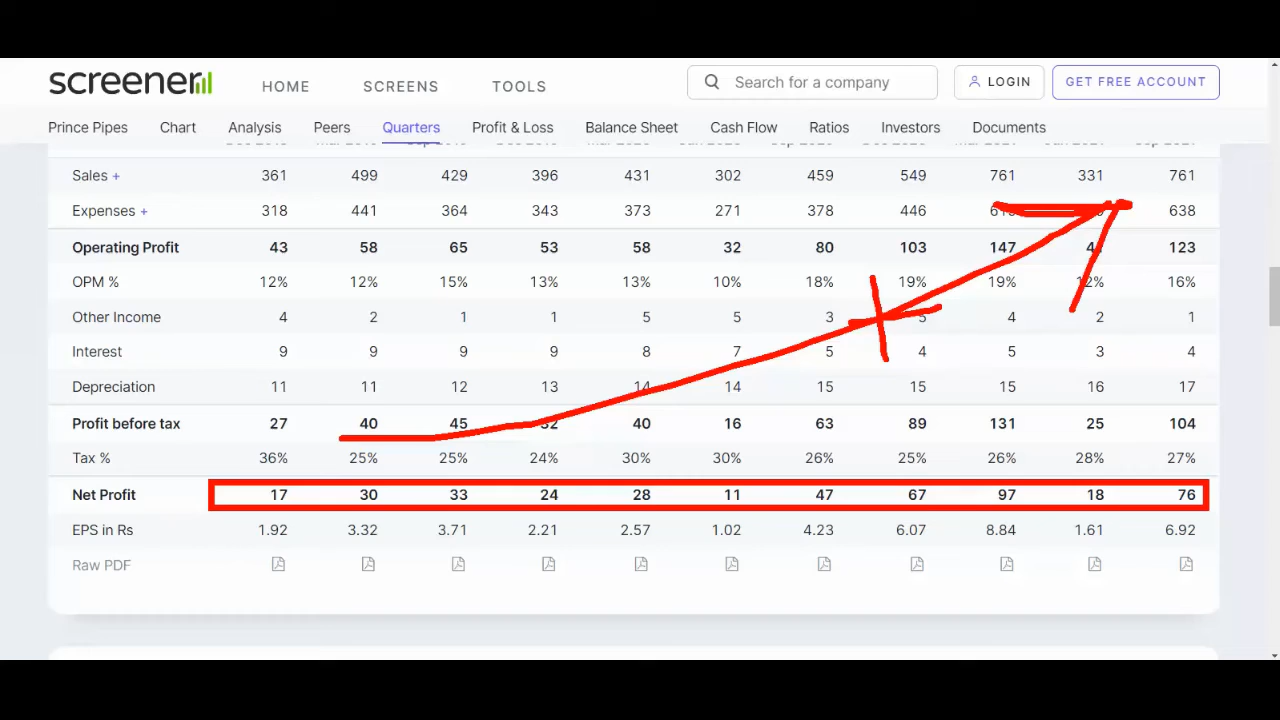 screener
HOME SCREENS TOOLS Search for a company LOGIN GET FREE ACCOUNT
Prince Pipes Chart Analysis Peers Quarters Profit & Loss Balance Sheet Cash Flow Ratios Investors Documents
Sales + 361 499 429 396 431 302 459 549 761 331 761
Expenses + 318 441 364 343 373 271 378 446 638
Operating Profit 43 58 65 53 58 32 80 103 147 123
OPM % 12% 12% 15% 13% 13% 10% 18% 19% 19% 12% 16%
Other Income 4 2 1 1 5 5 3 5 4 2 1
Interest 9 9 9 9 8 7 5 4 5 3 4
Depreciation 11 11 12 13 14 14 15 15 15 16 17
Profit before tax 27 40 45 32 40 16 63 89 131 25 104
Tax % 36% 25% 25% 24% 30% 30% 26% 25% 26% 28% 27%
Net Profit 17 30 33 24 28 11 47 67 97 18 76
EPS in Rs 1.92 3.32 3.71 2.21 2.57 1.02 4.23 6.07 8.84 1.61 6.92
Raw PDF